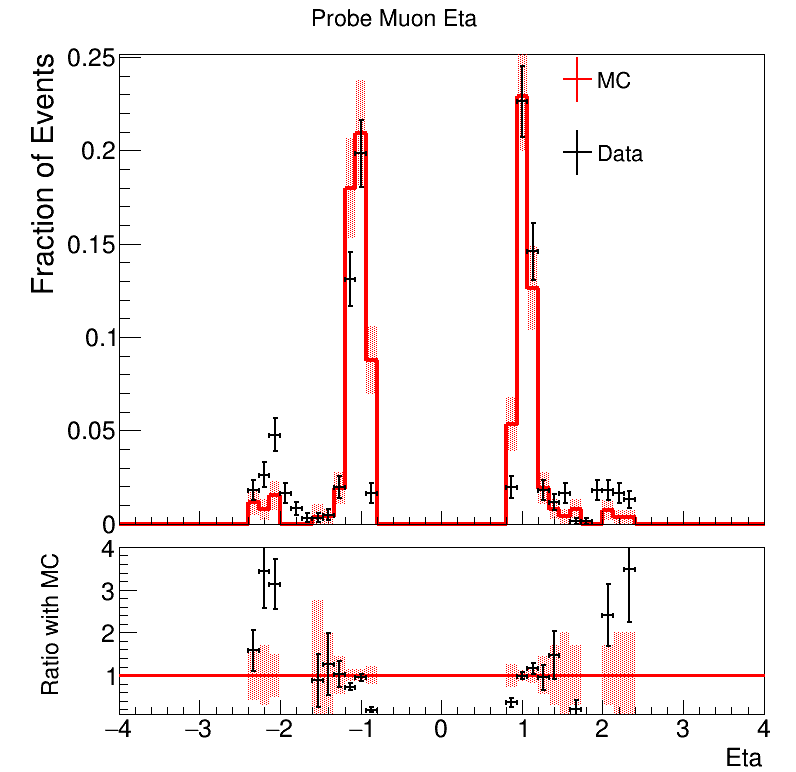 Probe Muon Eta
Fraction of Events
0.25
0.2
0.15
0.1
0.05
0
MC
Data
Ratio with MC
4
3
2
1
−4 −3 −2 −1 0 1 2 3 4
Eta